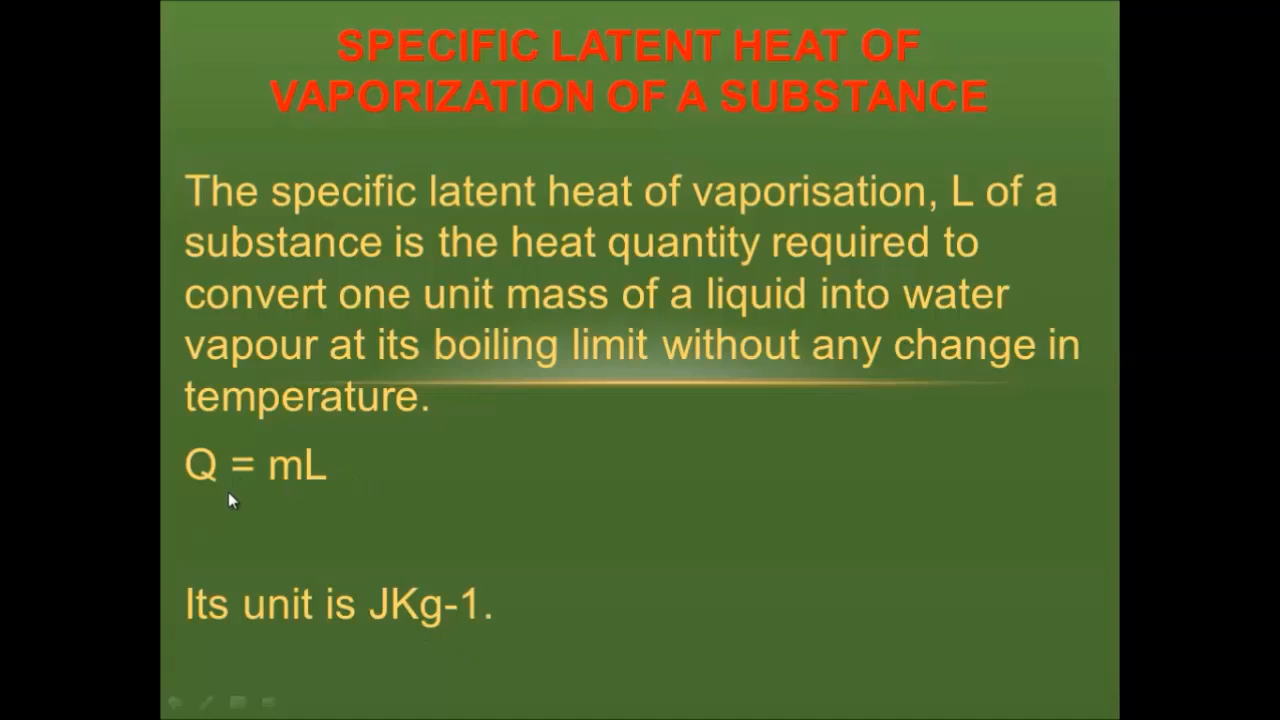 SPECIFIC LATENT HEAT OF
VAPORIZATION OF A SUBSTANCE
The specific latent heat of vaporisation, L of a
substance is the heat quantity required to
convert one unit mass of a liquid into water
vapour at its boiling limit without any change in
temperature.
Q = mL
Its unit is JKg-1.